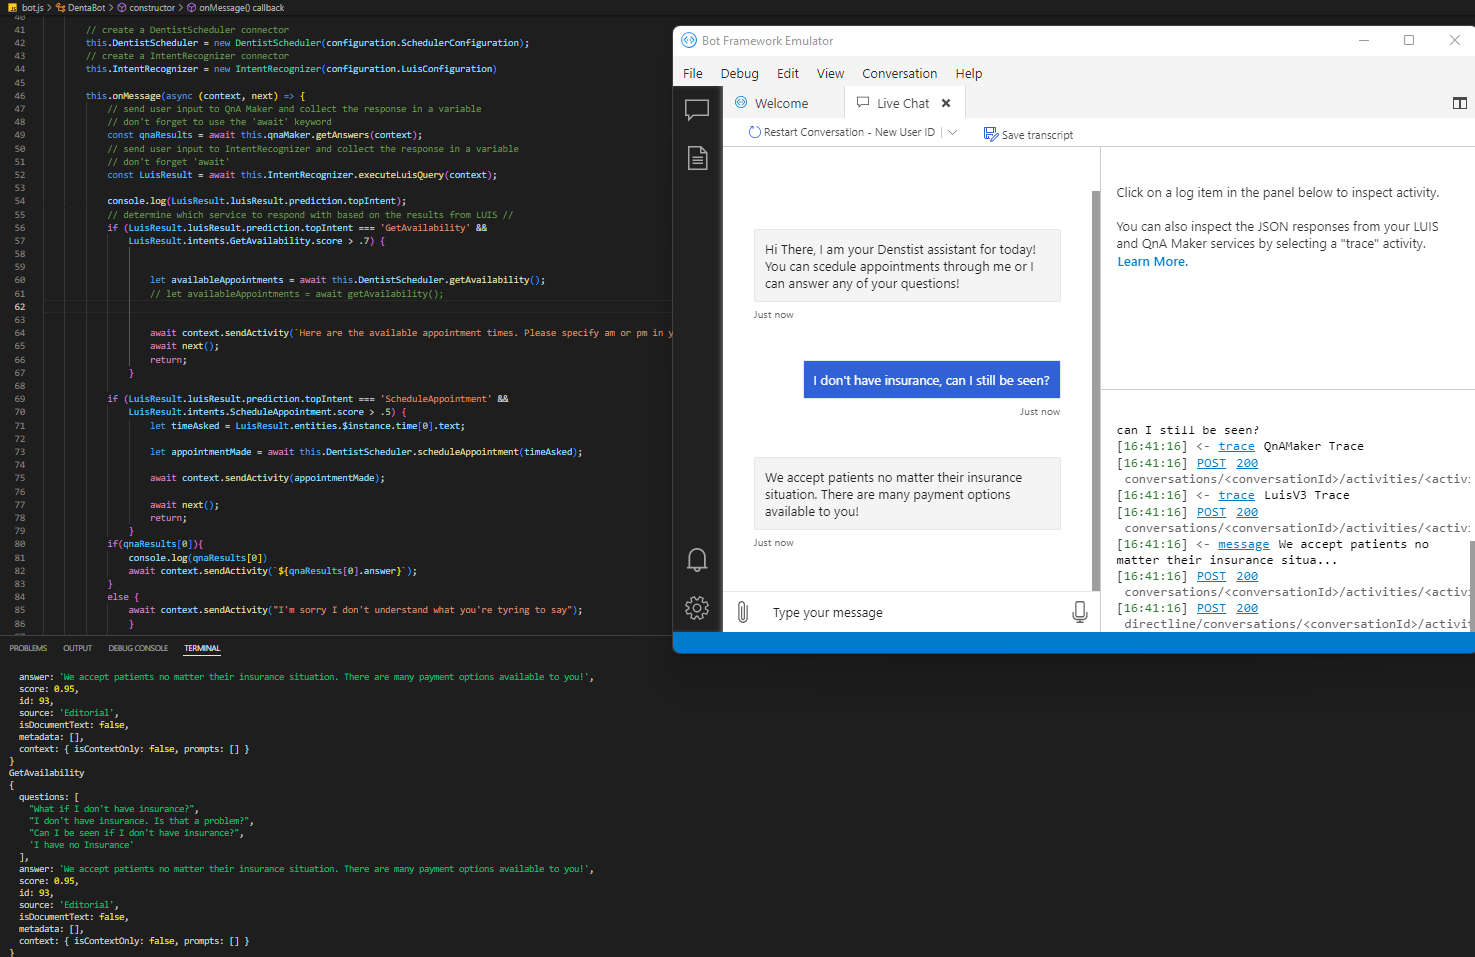 bot.js > DentaBot > constructor > onMessage() callback
40
41 // create a DentistScheduler connector
42 this.DentistScheduler = new DentistScheduler(configuration.SchedulerConfiguration);
43 // create a IntentRecognizer connector
44 this.IntentRecognizer = new IntentRecognizer(configuration.LuisConfiguration)
45
46 this.onMessage(async (context, next) => {
47 // send user input to QnA Maker and collect the response in a variable
48 // don't forget to use the 'await' keyword
49 const qnaResults = await this.qnaMaker.getAnswers(context);
50 // send user input to IntentRecognizer and collect the response in a variable
51 // don't forget 'await'
52 const LuisResult = await this.IntentRecognizer.executeLuisQuery(context);
53
54 console.log(LuisResult.luisResult.prediction.topIntent);
55 // determine which service to respond with based on the results from LUIS //
56 if (LuisResult.luisResult.prediction.topIntent === 'GetAvailability' &&
57 LuisResult.intents.GetAvailability.score > .7) {
58
59
60 let availableAppointments = await this.DentistScheduler.getAvailability();
61 // let availableAppointments = await getAvailability();
62
63
64 await context.sendActivity(`Here are the available appointment times. Please specify am or pm in y
65 await next();
66 return;
67 }
68
69 if (LuisResult.luisResult.prediction.topIntent === 'ScheduleAppointment' &&
70 LuisResult.intents.ScheduleAppointment.score > .5) {
71 let timeAsked = LuisResult.entities.$instance.time[0].text;
72
73 let appointmentMade = await this.DentistScheduler.scheduleAppointment(timeAsked);
74
75 await context.sendActivity(appointmentMade);
76
77 await next();
78 return;
79 }
80 if(qnaResults[0]){
81 console.log(qnaResults[0])
82 await context.sendActivity(`${qnaResults[0].answer}`);
83 }
84 else {
85 await context.sendActivity("I'm sorry I don't understand what you're tyring to say");
86 }
PROBLEMS OUTPUT DEBUG CONSOLE TERMINAL
answer: 'We accept patients no matter their insurance situation. There are many payment options available to you!',
score: 0.95,
id: 93,
source: 'Editorial',
isDocumentText: false,
metadata: [],
context: { isContextOnly: false, prompts: [] }
}
GetAvailability
{
questions: [
"What if I don't have insurance?",
"I don't have insurance. Is that a problem?",
"Can I be seen if I don't have insurance?",
'I have no Insurance'
],
answer: 'We accept patients no matter their insurance situation. There are many payment options available to you!',
score: 0.95,
id: 93,
source: 'Editorial',
isDocumentText: false,
metadata: [],
context: { isContextOnly: false, prompts: [] }
}
Bot Framework Emulator
File Debug Edit View Conversation Help
Welcome Live Chat
Restart Conversation - New User ID Save transcript
Hi There, I am your Denstist assistant for today!
You can scedule appointments through me or I
can answer any of your questions!
Just now
I don't have insurance, can I still be seen?
Just now
We accept patients no matter their insurance
situation. There are many payment options
available to you!
Just now
Type your message
Click on a log item in the panel below to inspect activity.
You can also inspect the JSON responses from your LUIS
and QnA Maker services by selecting a "trace" activity.
Learn More.
can I still be seen?
[16:41:16] <- trace QnAMaker Trace
[16:41:16] POST 200
conversations/<conversationId>/activities/<activi
[16:41:16] <- trace LuisV3 Trace
[16:41:16] POST 200
conversations/<conversationId>/activities/<activi
[16:41:16] <- message We accept patients no
matter their insurance situa...
[16:41:16] POST 200
conversations/<conversationId>/activities/<activi
[16:41:16] POST 200
directline/conversations/<conversationId>/activit